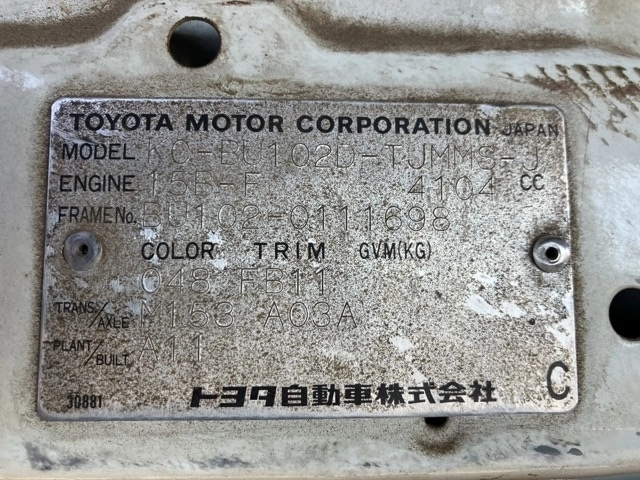 TOYOTA MOTOR CORPORATION JAPAN
MODEL KC-BU102D-TJMMS-J
ENGINE 15B-F 4104 CC
FRAME No. BU102-0111698
COLOR TRIM GVM(KG)
048 FB11
TRANS/AXLE M153 A03A
PLANT/BUILT A11
30881 トヨタ自動車株式会社 C